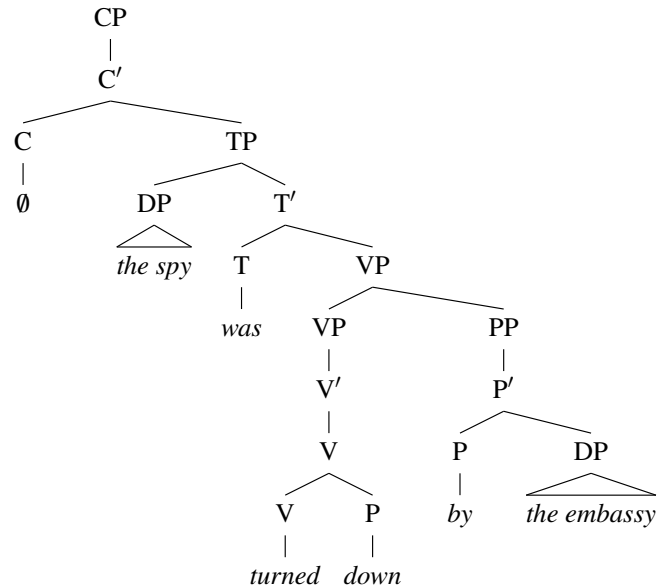 CP
C′
C TP
∅ DP T′
the spy T VP
was VP PP
V′ P′
V P DP
V P by the embassy
turned down